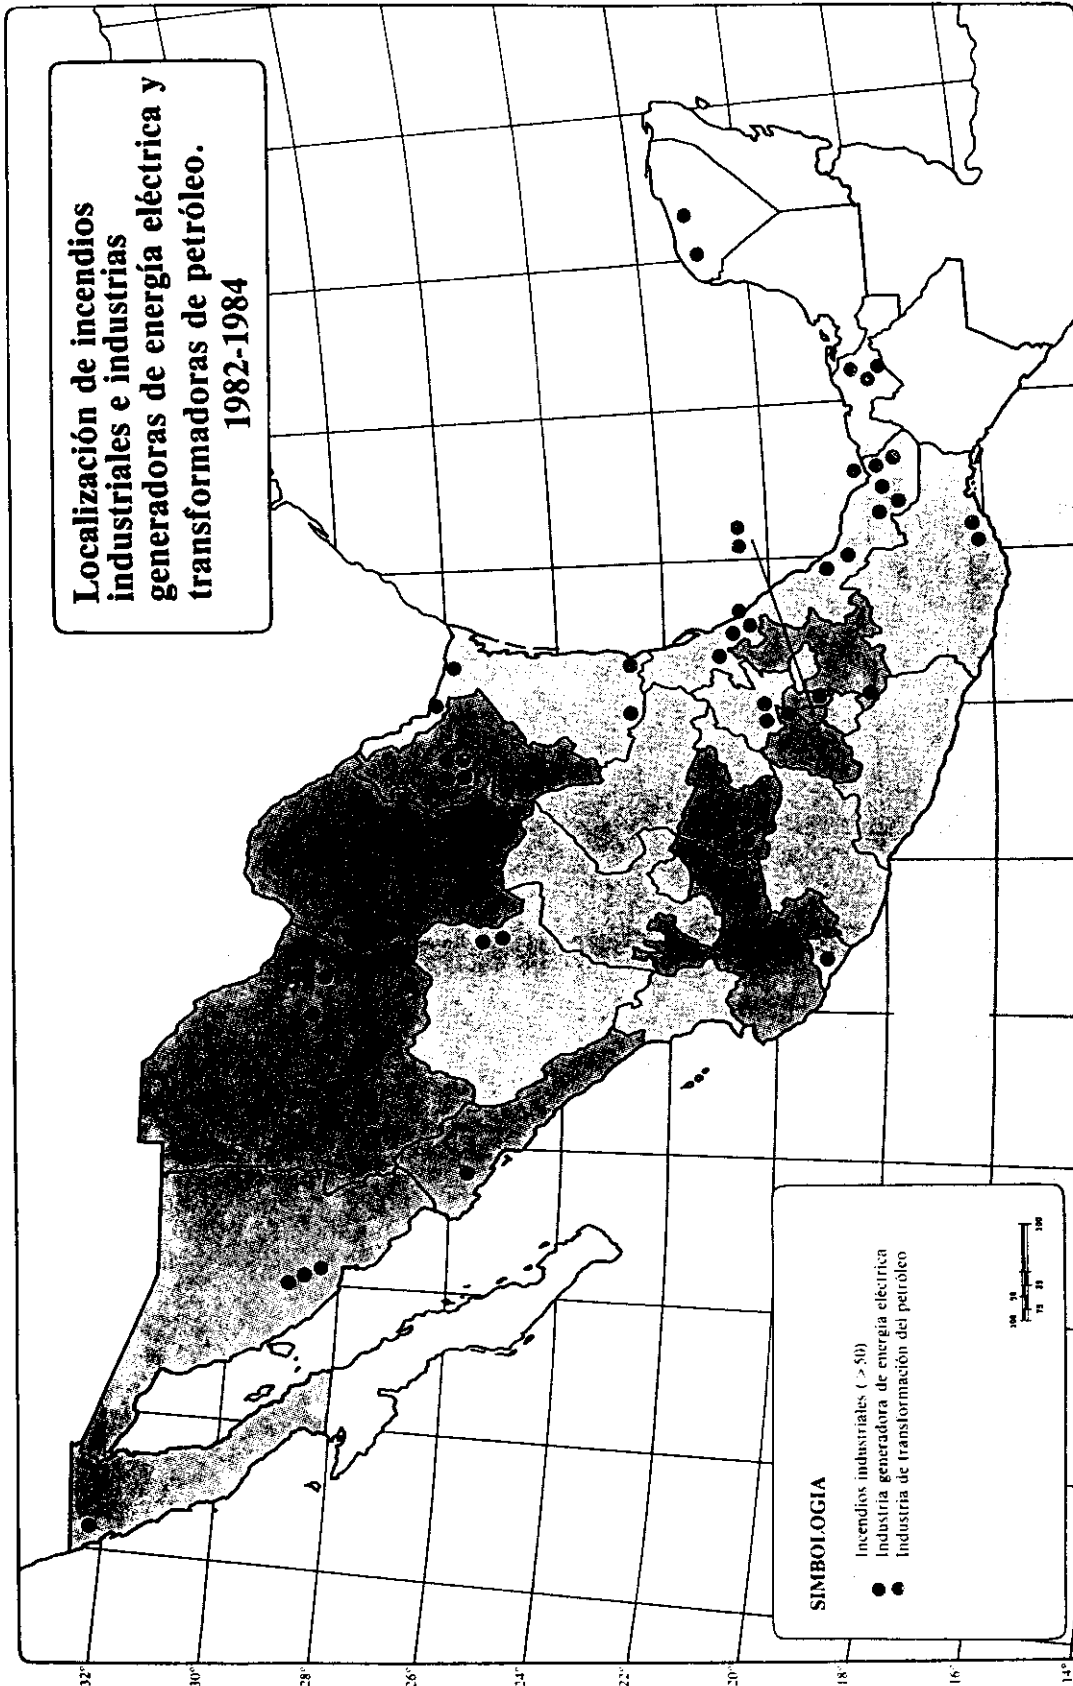 Localización de incendios
industriales e industrias
generadoras de energía eléctrica y
transformadoras de petróleo.
1982-1984
32°
30°
28°
26°
24°
22°
20°
18°
16°
14°
SIMBOLOGIA
Incendios industriales ( > 50)
Industria generadora de energía eléctrica
Industria de transformación del petróleo